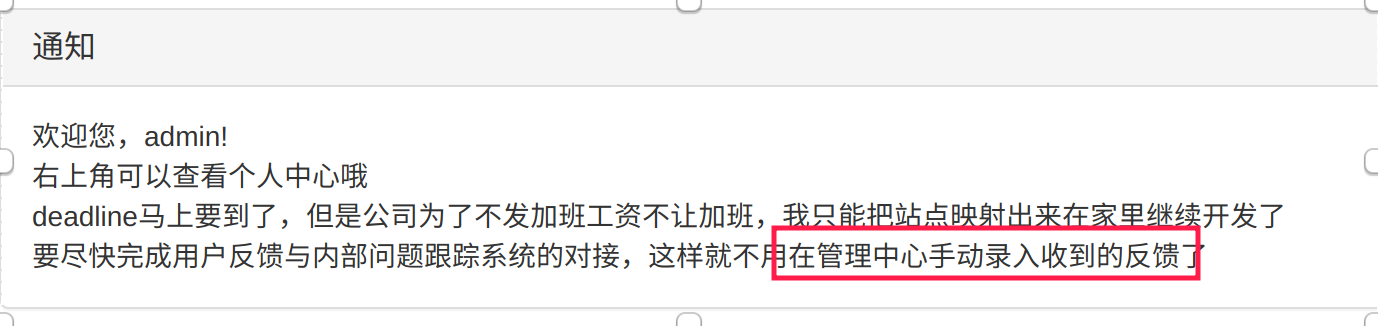 通知
欢迎您，admin!
右上角可以查看个人中心哦
deadline马上要到了，但是公司为了不发加班工资不让加班，我只能把站点映射出来在家里继续开发了
要尽快完成用户反馈与内部问题跟踪系统的对接，这样就不用在管理中心手动录入收到的反馈了